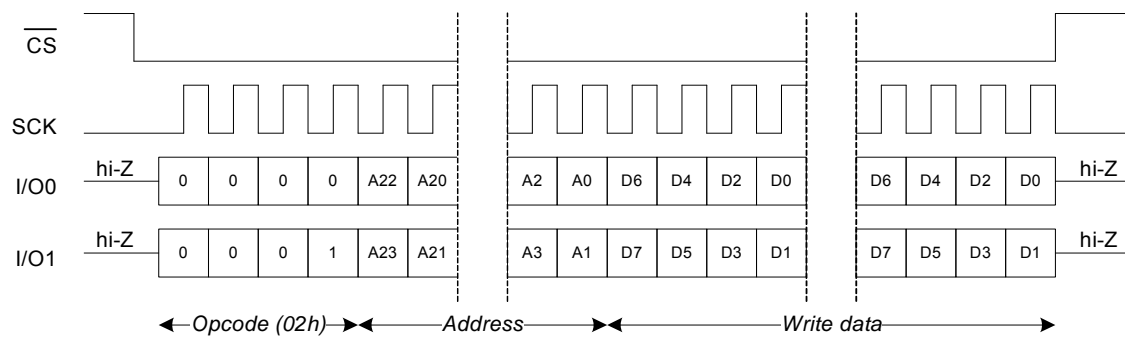 CS
SCK
hi-Z hi-Z
I/O0 0 0 0 0 A22 A20 A2 A0 D6 D4 D2 D0 D6 D4 D2 D0
hi-Z hi-Z
I/O1 0 0 0 1 A23 A21 A3 A1 D7 D5 D3 D1 D7 D5 D3 D1
Opcode (02h) Address Write data